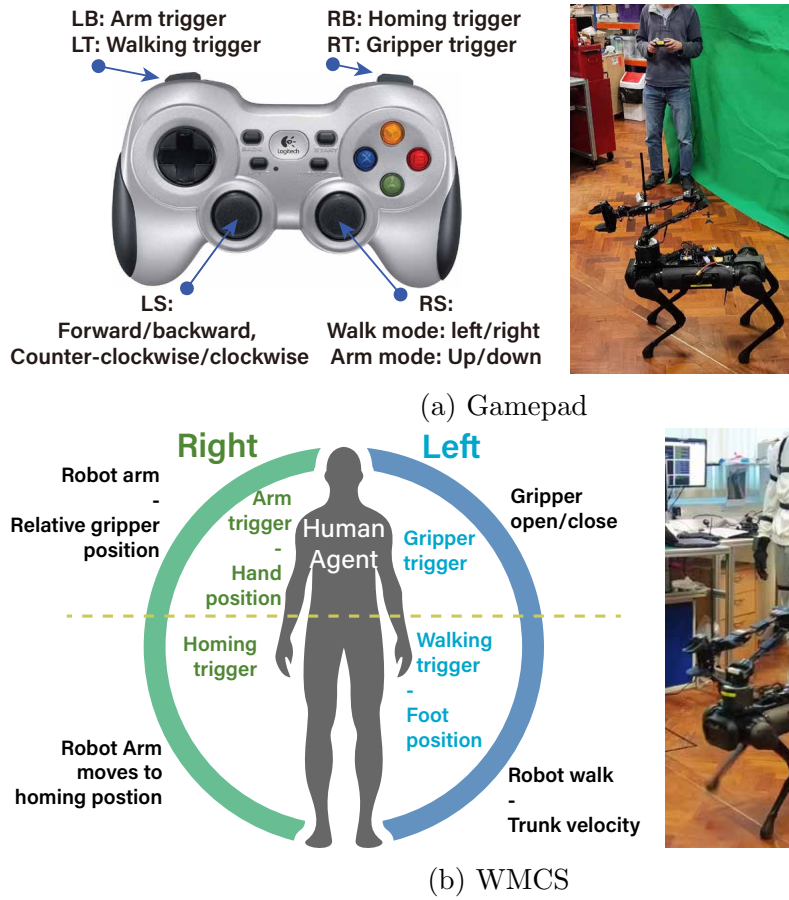 LB: Arm trigger
LT: Walking trigger
RB: Homing trigger
RT: Gripper trigger
Logitech
BACK
START
X
B
A
LS:
Forward/backward,
Counter-clockwise/clockwise
RS:
Walk mode: left/right
Arm mode: Up/down
(a) Gamepad
Right
Left
Robot arm
-
Relative gripper
position
Arm
trigger
-
Hand
position
Human
Agent
Gripper
trigger
Gripper
open/close
Homing
trigger
Walking
trigger
-
Foot
position
Robot Arm
moves to
homing postion
Robot walk
-
Trunk velocity
(b) WMCS